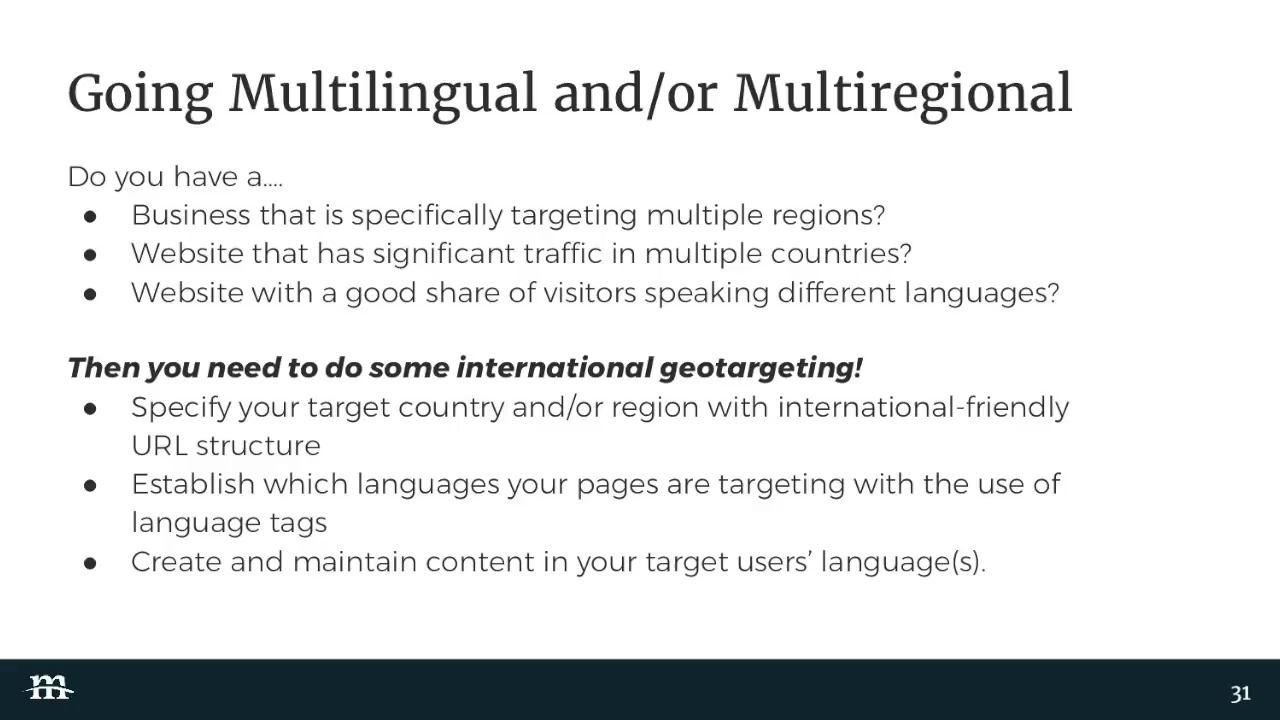 Going Multilingual and/or Multiregional
Do you have a....
● Business that is specifically targeting multiple regions?
● Website that has significant traffic in multiple countries?
● Website with a good share of visitors speaking different languages?
Then you need to do some international geotargeting!
● Specify your target country and/or region with international-friendly
URL structure
● Establish which languages your pages are targeting with the use of
language tags
● Create and maintain content in your target users’ language(s).
m
31